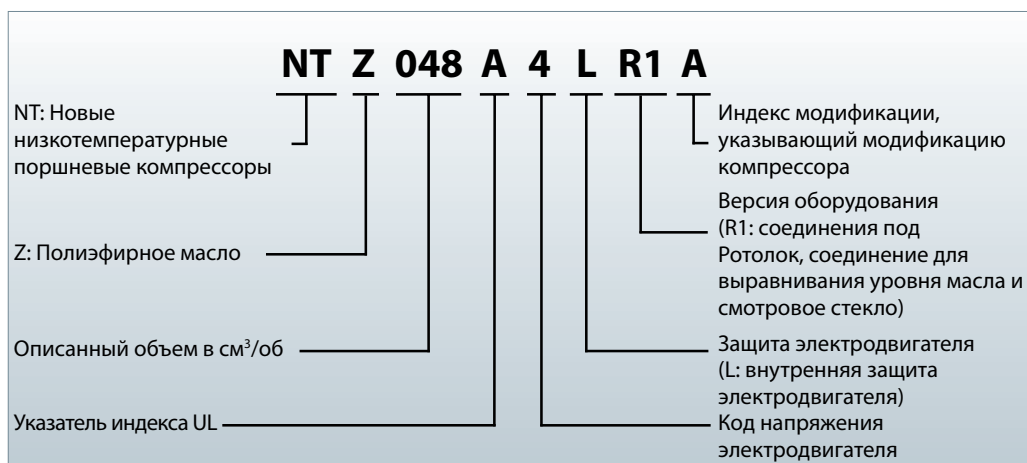 NT Z 048 A 4 L R1 A
NT: Новые
низкотемпературные
поршневые компрессоры
Z: Полиэфирное масло
Описанный объем в см³/об
Указатель индекса UL
Индекс модификации,
указывающий модификацию
компрессора
Версия оборудования
(R1: соединения под
Ротолок, соединение для
выравнивания уровня масла и
смотровое стекло)
Защита электродвигателя
(L: внутренняя защита
электродвигателя)
Код напряжения
электродвигателя